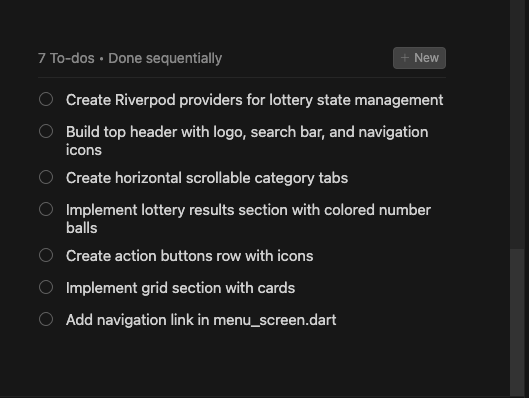 7 To-dos • Done sequentially
+ New
Create Riverpod providers for lottery state management
Build top header with logo, search bar, and navigation
icons
Create horizontal scrollable category tabs
Implement lottery results section with colored number
balls
Create action buttons row with icons
Implement grid section with cards
Add navigation link in menu_screen.dart